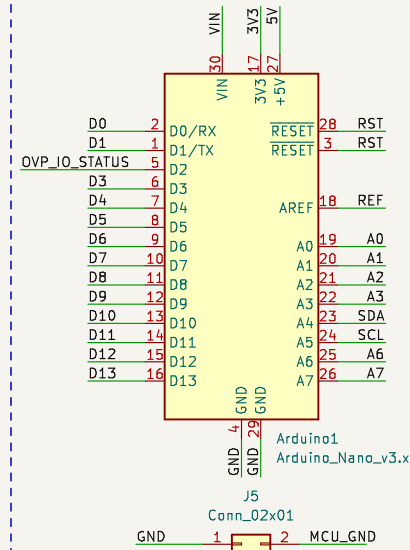 VIN 3V3 5V
30 17 27
VIN 3V3 +5V
D0 2 D0/RX RESET 28 RST
D1 1 D1/TX RESET 3 RST
OVP_IO_STATUS 5 D2
D3 6 D3
D4 7 D4 AREF 18 REF
D5 8 D5
D6 9 D6 A0 19 A0
D7 10 D7 A1 20 A1
D8 11 D8 A2 21 A2
D9 12 D9 A3 22 A3
D10 13 D10 A4 23 SDA
D11 14 D11 A5 24 SCL
D12 15 D12 A6 25 A6
D13 16 D13 A7 26 A7
GND GND
4 29
GND GND
Arduino1
Arduino_Nano_v3.x
J5
Conn_02x01
GND 1 2 MCU_GND